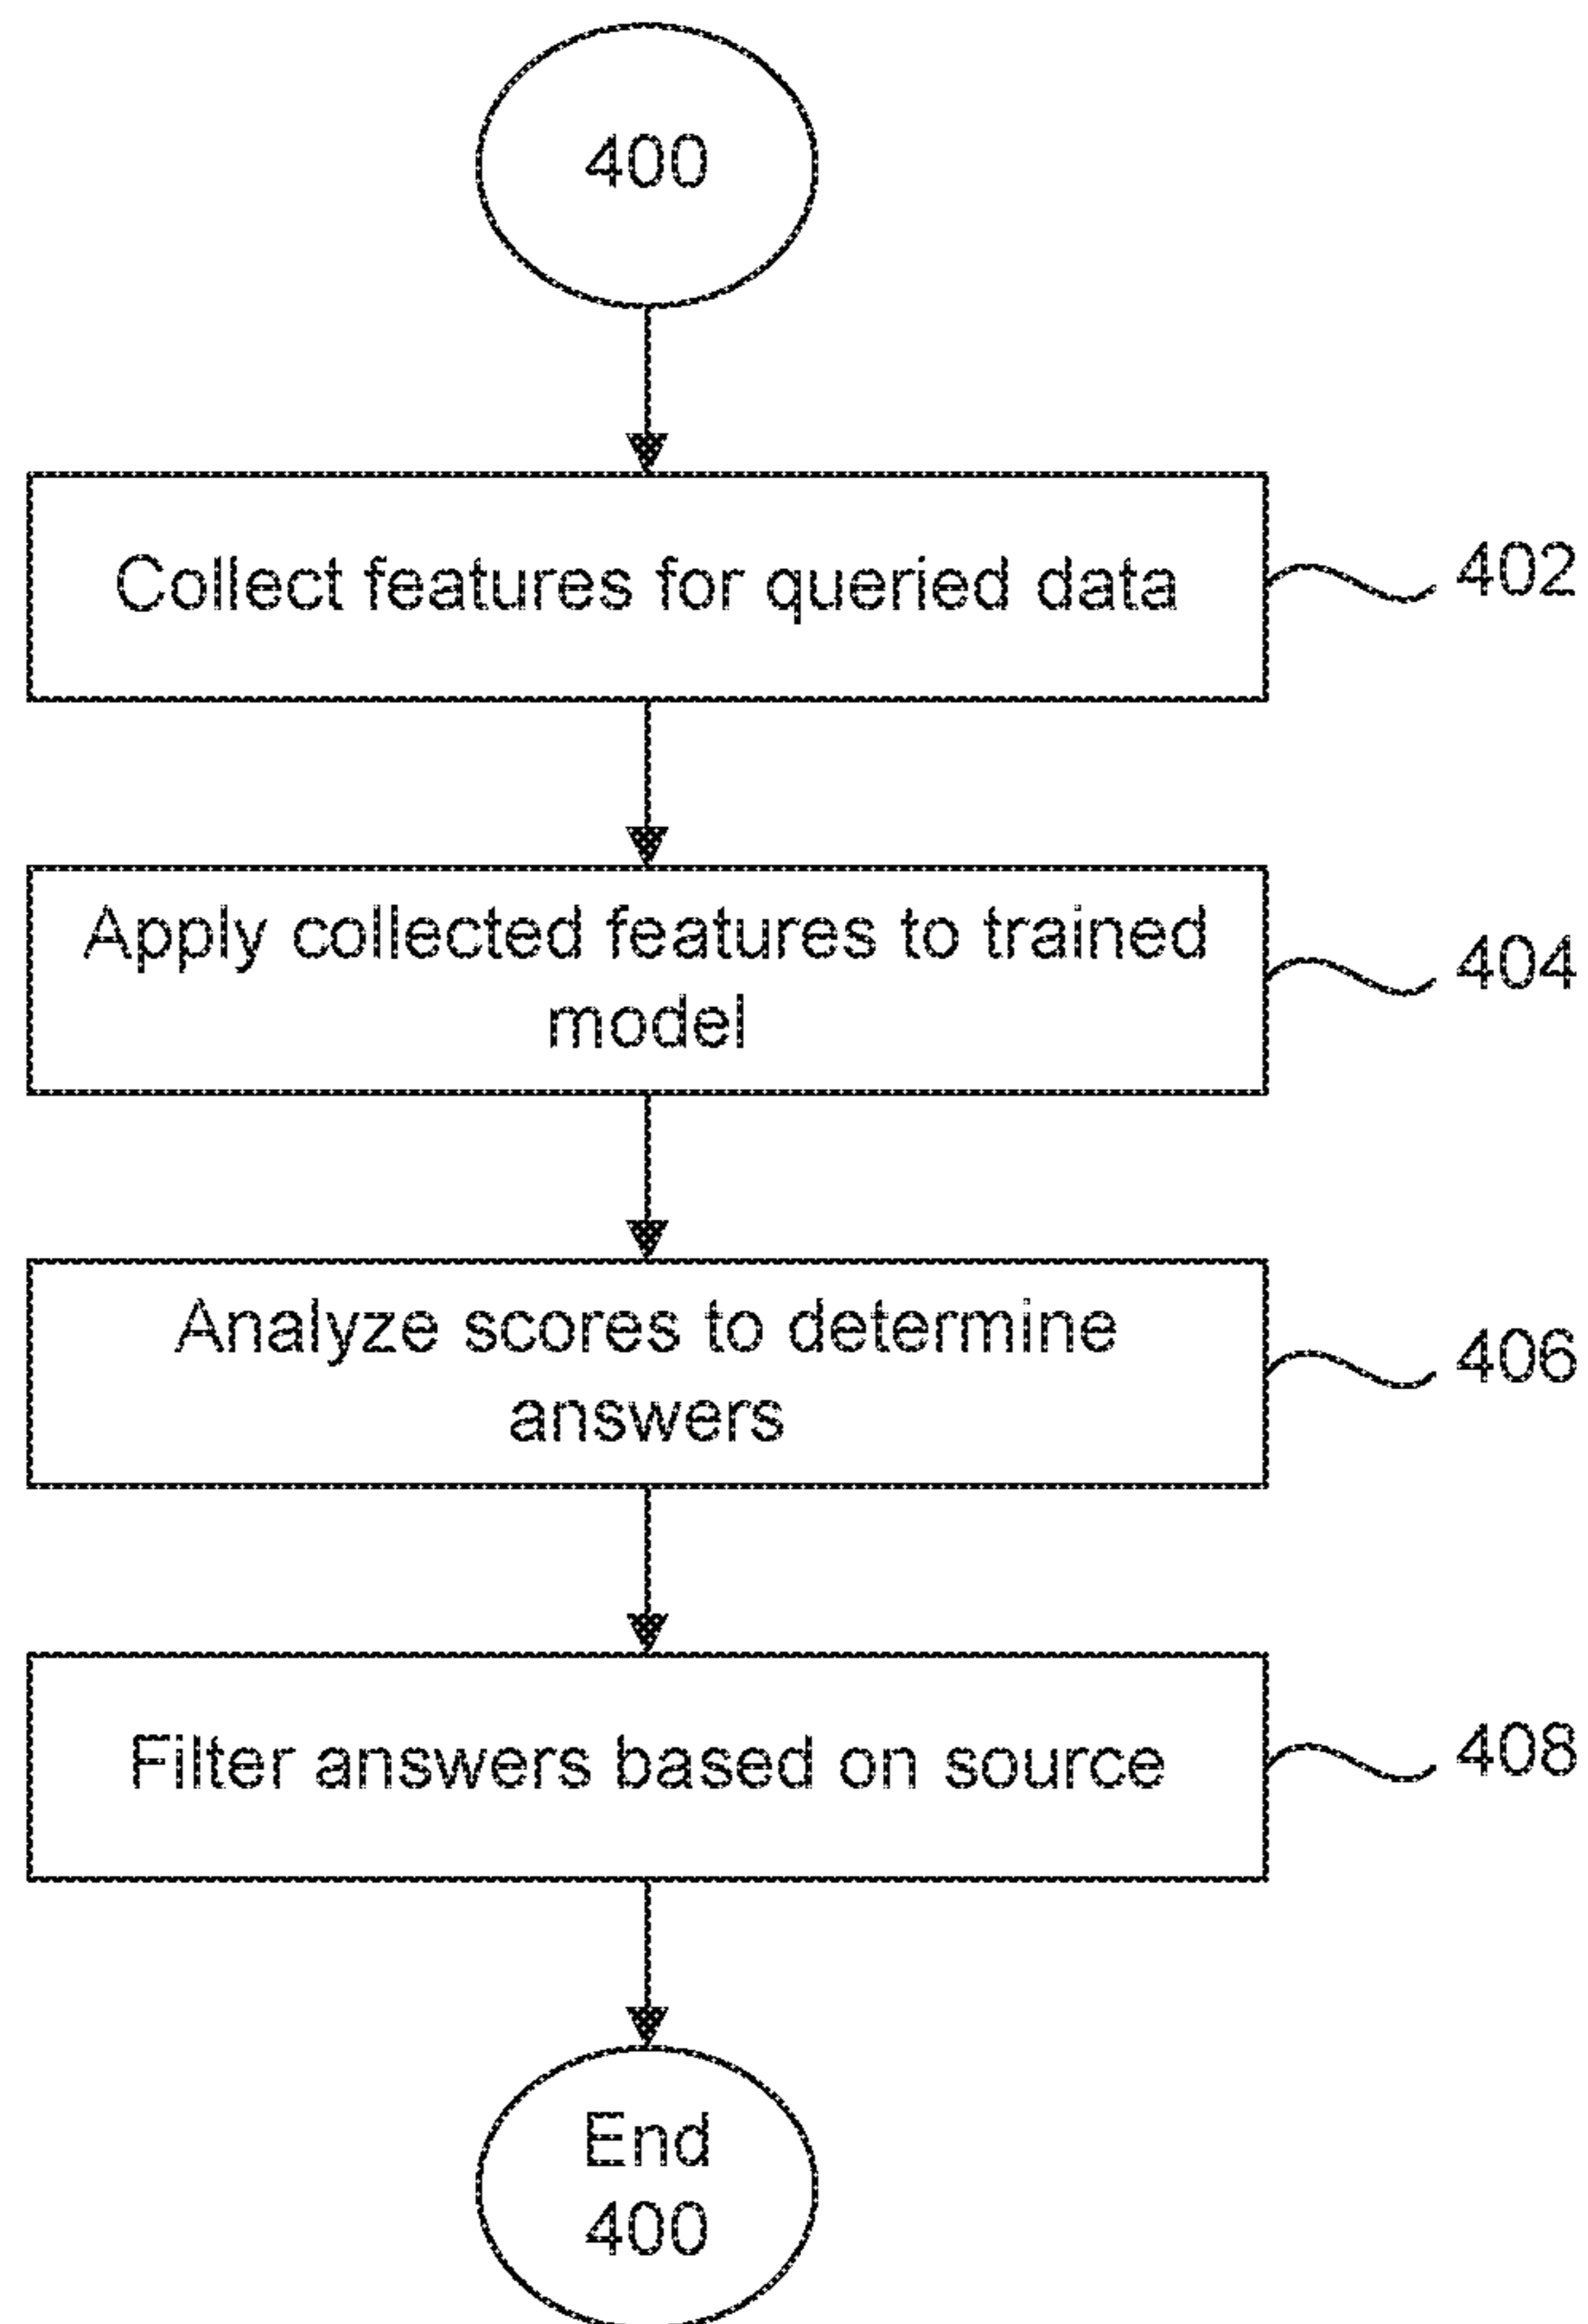 400
Collect features for queried data
402
Apply collected features to trained
model
404
Analyze scores to determine
answers
406
Filter answers based on source
408
End
400